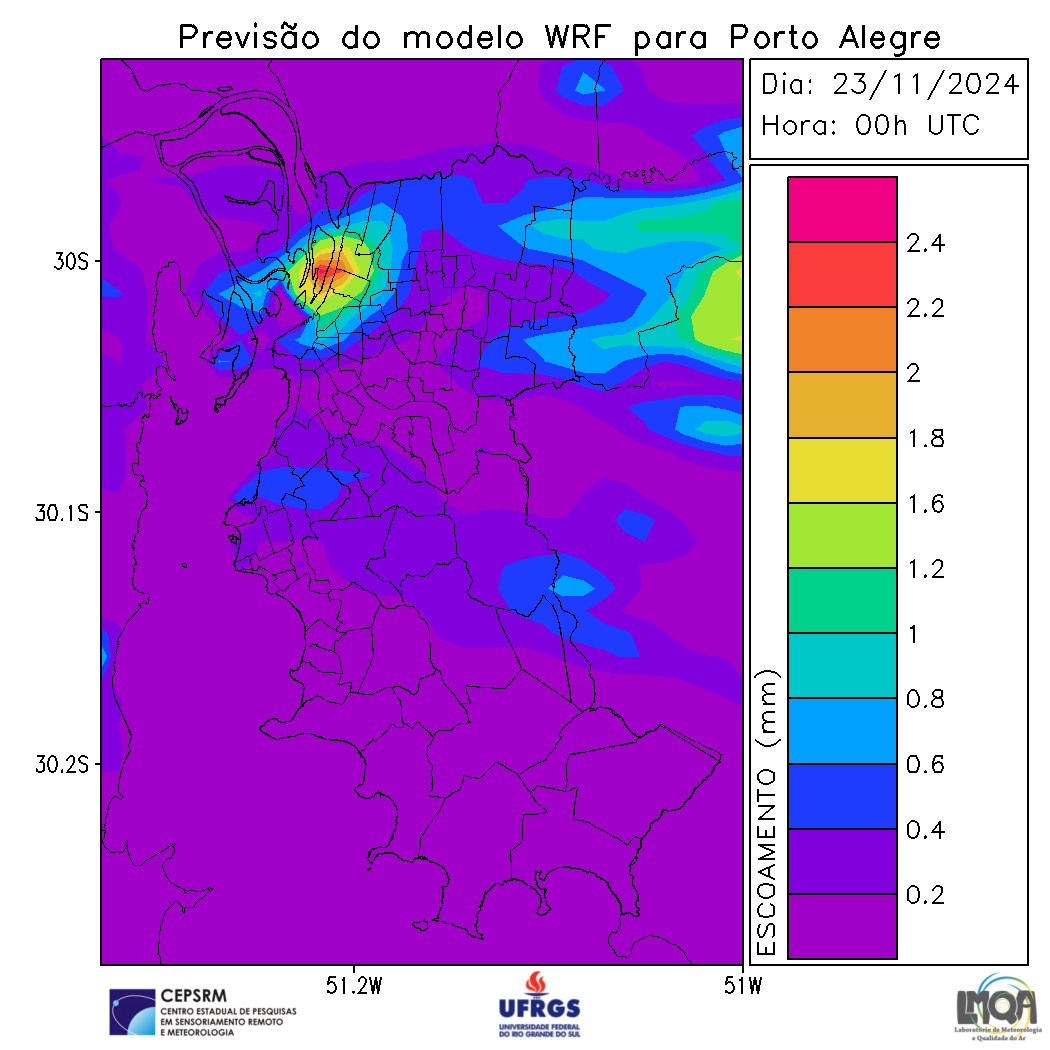 Previsão do modelo WRF para Porto Alegre
Dia: 23/11/2024
Hora: 00h UTC
30S
30.1S
30.2S
51.2W
51W
ESCOAMENTO (mm)
2.4
2.2
2
1.8
1.6
1.2
1
0.8
0.6
0.4
0.2
CEPSRM
CENTRO ESTADUAL DE PESQUISAS
EM SENSORIAMENTO REMOTO
E METEOROLOGIA
UFRGS
UNIVERSIDADE FEDERAL
DO RIO GRANDE DO SUL
LMQA
Laboratório de Meteorologia
e Qualidade do Ar